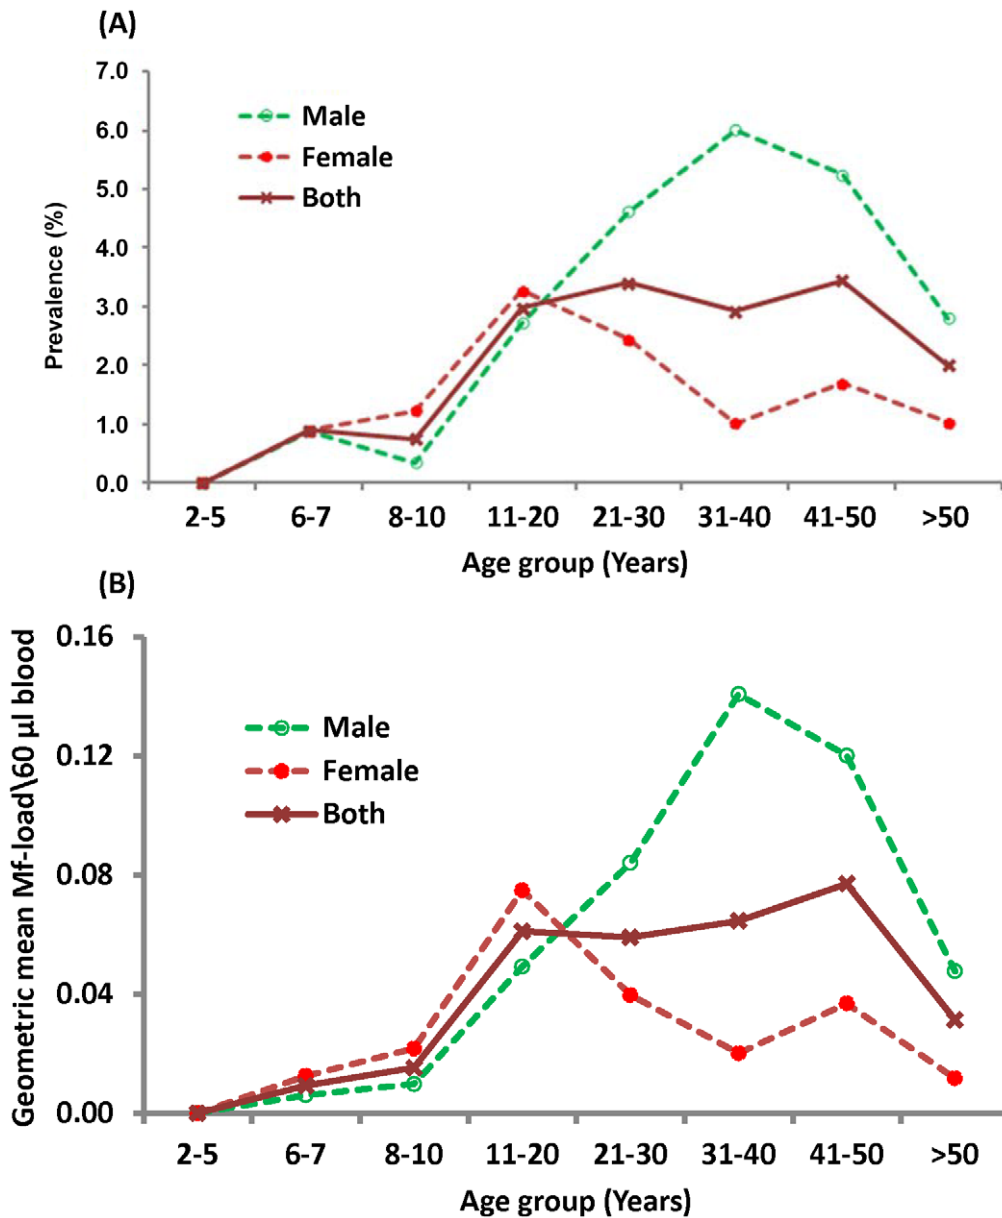 (A)
7.0
6.0
5.0
4.0
3.0
2.0
1.0
0.0
Prevalence (%)
Male
Female
Both
2-5 6-7 8-10 11-20 21-30 31-40 41-50 >50
Age group (Years)
(B)
0.16
0.12
0.08
0.04
0.00
Geometric mean Mf-load\60 µl blood
Male
Female
Both
2-5 6-7 8-10 11-20 21-30 31-40 41-50 >50
Age group (Years)